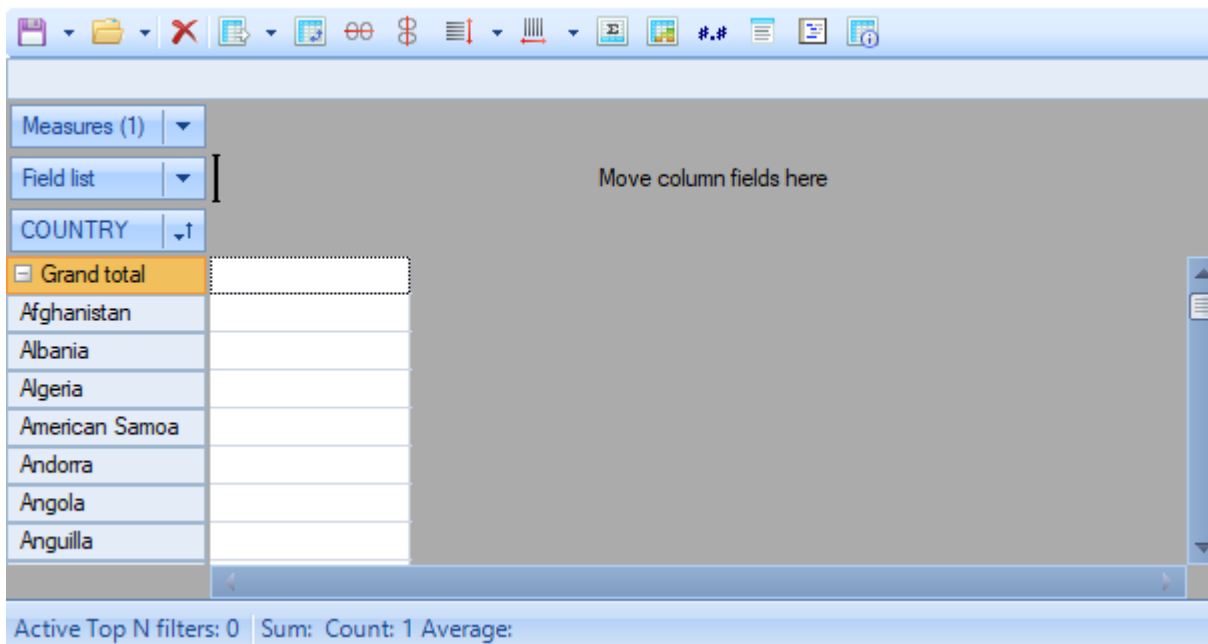 #.#
Measures (1)
Field list
Move column fields here
COUNTRY
Grand total
Afghanistan
Albania
Algeria
American Samoa
Andorra
Angola
Anguilla
Active Top N filters: 0 Sum: Count: 1 Average: